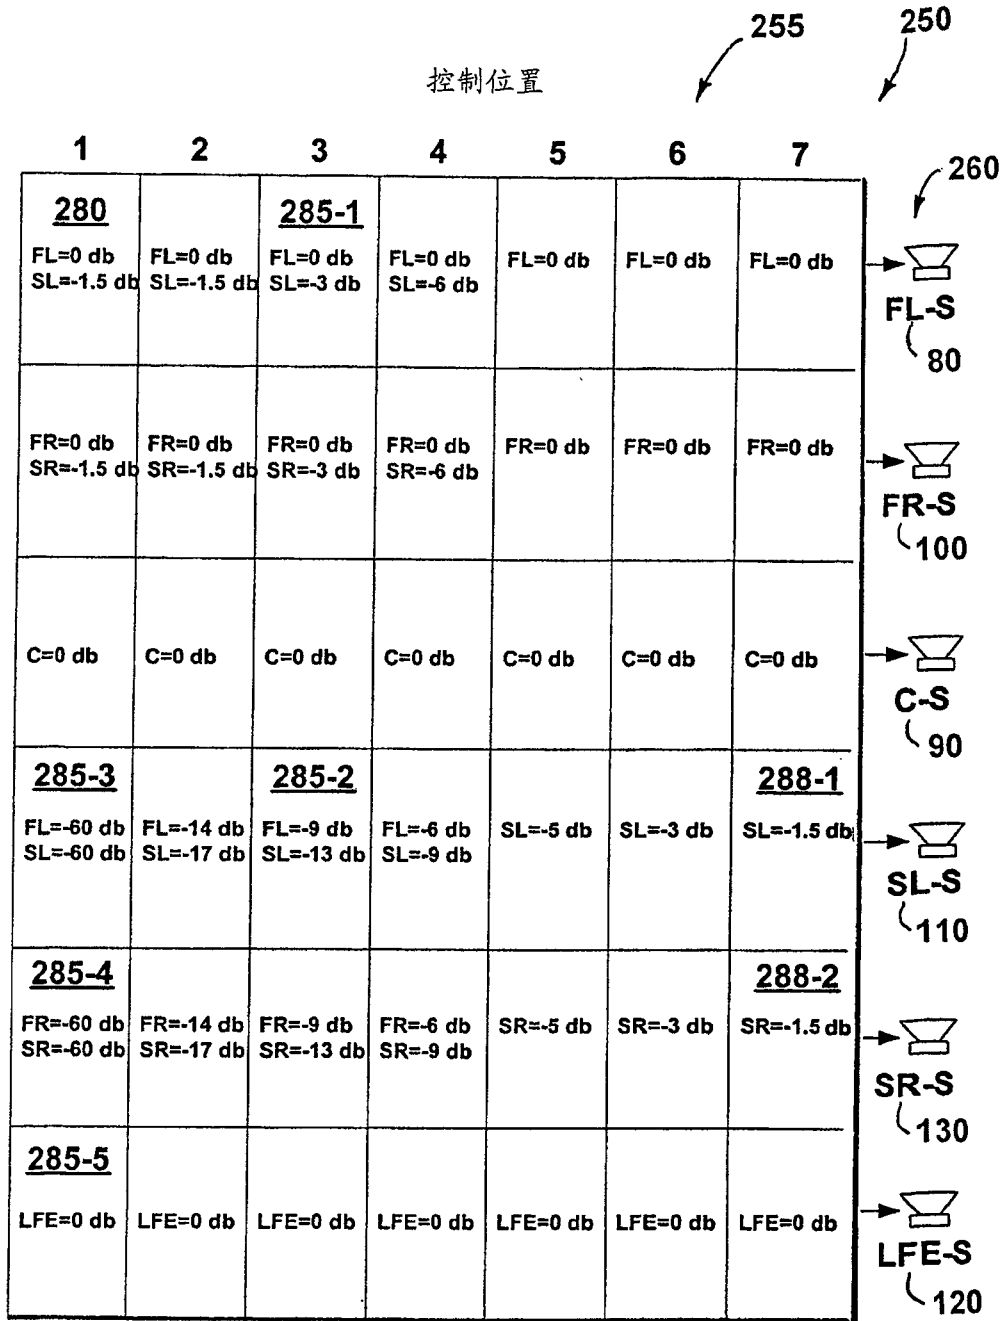 255
250
控制位置
1 2 3 4 5 6 7
260
280 285-1
FL=0 db FL=0 db FL=0 db FL=0 db FL=0 db FL=0 db FL=0 db
SL=-1.5 db SL=-1.5 db SL=-3 db SL=-6 db
FL-S
80
FR=0 db FR=0 db FR=0 db FR=0 db FR=0 db FR=0 db FR=0 db
SR=-1.5 db SR=-1.5 db SR=-3 db SR=-6 db
FR-S
100
C=0 db C=0 db C=0 db C=0 db C=0 db C=0 db C=0 db
C-S
90
285-3 285-2 288-1
FL=-60 db FL=-14 db FL=-9 db FL=-6 db SL=-5 db SL=-3 db SL=-1.5 db
SL=-60 db SL=-17 db SL=-13 db SL=-9 db
SL-S
110
285-4 288-2
FR=-60 db FR=-14 db FR=-9 db FR=-6 db SR=-5 db SR=-3 db SR=-1.5 db
SR=-60 db SR=-17 db SR=-13 db SR=-9 db
SR-S
130
285-5
LFE=0 db LFE=0 db LFE=0 db LFE=0 db LFE=0 db LFE=0 db LFE=0 db
LFE-S
120